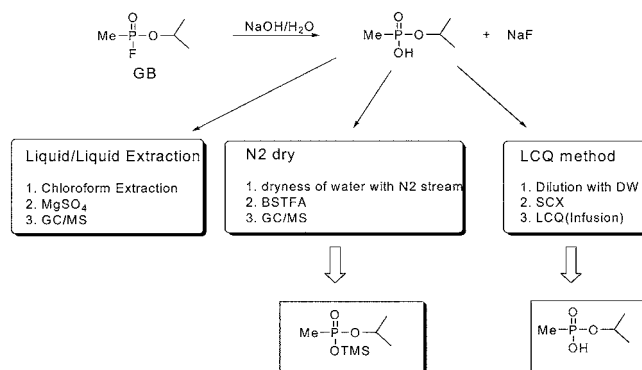 O
Me-P-O
F
GB
NaOH/H2O
O
Me-P-O
OH
+ NaF
Liquid/Liquid Extraction
1. Chloroform Extraction
2. MgSO4
3. GC/MS
N2 dry
1. dryness of water with N2 stream
2. BSTFA
3. GC/MS
LCQ method
1. Dilution with DW
2. SCX
3. LCQ(Infusion)
O
Me-P-O
OTMS
O
Me-P-O
OH